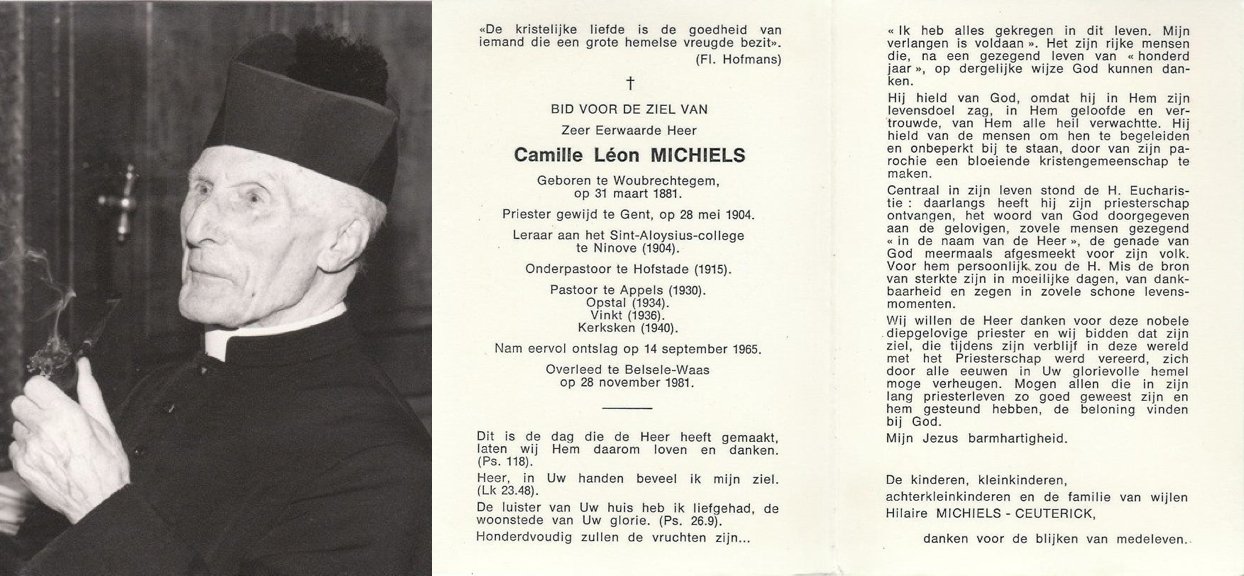 «De kristelijke liefde is de goedheid van
iemand die een grote hemelse vreugde bezit».
(Fl. Hofmans)
†
BID VOOR DE ZIEL VAN
Zeer Eerwaarde Heer
Camille Léon MICHIELS
Geboren te Woubrechtegem,
op 31 maart 1881.
Priester gewijd te Gent, op 28 mei 1904.
Leraar aan het Sint-Aloysius-college
te Ninove (1904).
Onderpastoor te Hofstade (1915).
Pastoor te Appels (1930).
Opstal (1934).
Vinkt (1936).
Kerksken (1940).
Nam eervol ontslag op 14 september 1965.
Overleed te Belsele-Waas
op 28 november 1981.
Dit is de dag die de Heer heeft gemaakt,
laten wij Hem daarom loven en danken.
(Ps. 118).
Heer, in Uw handen beveel ik mijn ziel.
(Lk 23.48).
De luister van Uw huis heb ik liefgehad, de
woonstede van Uw glorie. (Ps. 26.9).
Honderdvoudig zullen de vruchten zijn...
« Ik heb alles gekregen in dit leven. Mijn
verlangen is voldaan ». Het zijn rijke mensen
die, na een gezegend leven van « honderd
jaar », op dergelijke wijze God kunnen dan-
ken.
Hij hield van God, omdat hij in Hem zijn
levensdoel zag, in Hem geloofde en ver-
trouwde, van Hem alle heil verwachtte. Hij
hield van de mensen om hen te begeleiden
en onbeperkt bij te staan, door van zijn pa-
rochie een bloeiende kristengemeenschap te
maken.
Centraal in zijn leven stond de H. Eucharis-
tie : daarlangs heeft hij zijn priesterschap
ontvangen, het woord van God doorgegeven
aan de gelovigen, zovele mensen gezegend
« in de naam van de Heer », de genade van
God meermaals afgesmeekt voor zijn volk.
Voor hem persoonlijk zou de H. Mis de bron
van sterkte zijn in moeilijke dagen, van dank-
baarheid en zegen in zovele schone levens-
momenten.
Wij willen de Heer danken voor deze nobele
diepgelovige priester en wij bidden dat zijn
ziel, die tijdens zijn verblijf in deze wereld
met het Priesterschap werd vereerd, zich
door alle eeuwen in Uw glorievolle hemel
moge verheugen. Mogen allen die in zijn
lang priesterleven zo goed geweest zijn en
hem gesteund hebben, de beloning vinden
bij God.
Mijn Jezus barmhartigheid.
De kinderen, kleinkinderen,
achterkleinkinderen en de familie van wijlen
Hilaire MICHIELS - CEUTERICK,
danken voor de blijken van medeleven.